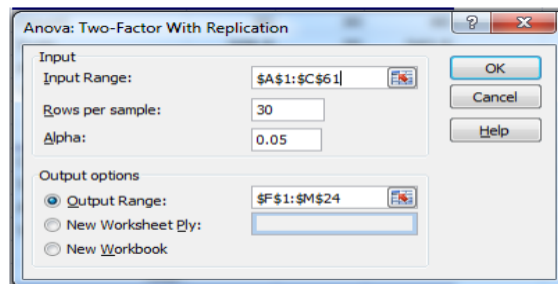 Anova: Two-Factor With Replication
Input
Input Range: $A$1:$C$61
Rows per sample: 30
Alpha: 0.05
OK
Cancel
Help
Output options
Output Range: $F$1:$M$24
New Worksheet Ply:
New Workbook